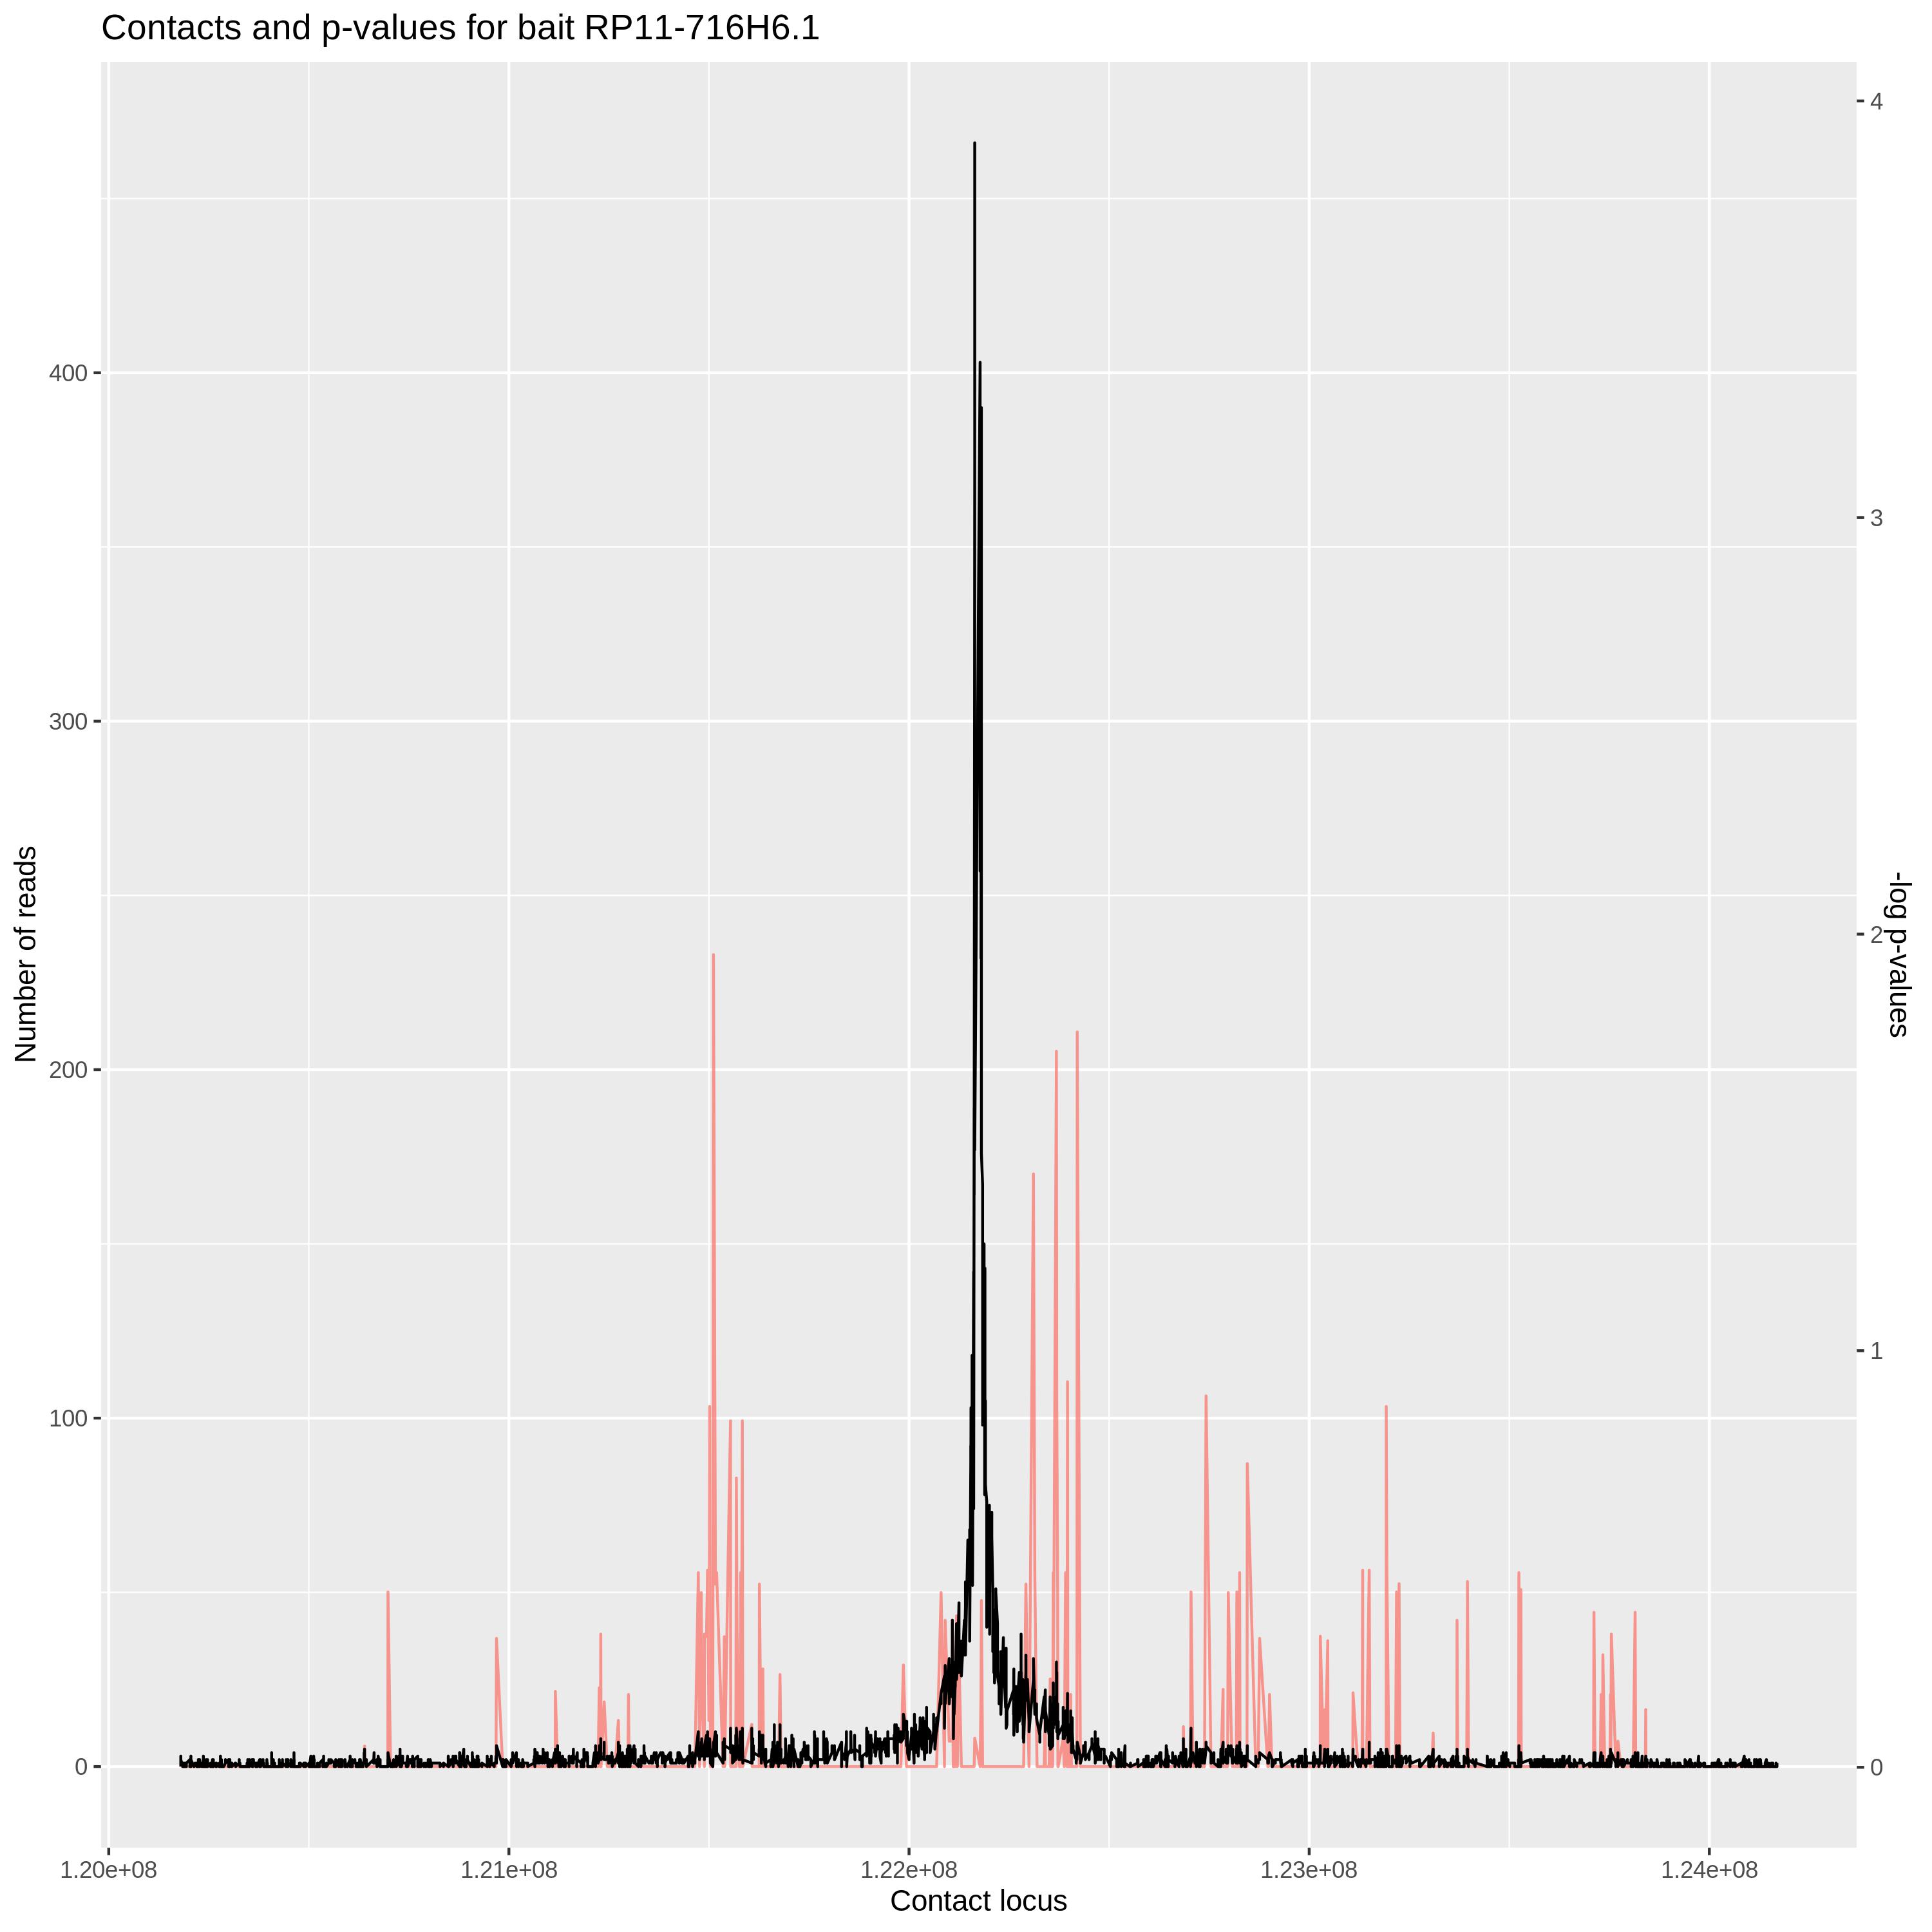 Contacts and p-values for bait RP11-716H6.1
Number of reads
400
300
200
100
0
4
3
2
1
0
-log p-values
1.20e+08
1.21e+08
1.22e+08
1.23e+08
1.24e+08
Contact locus